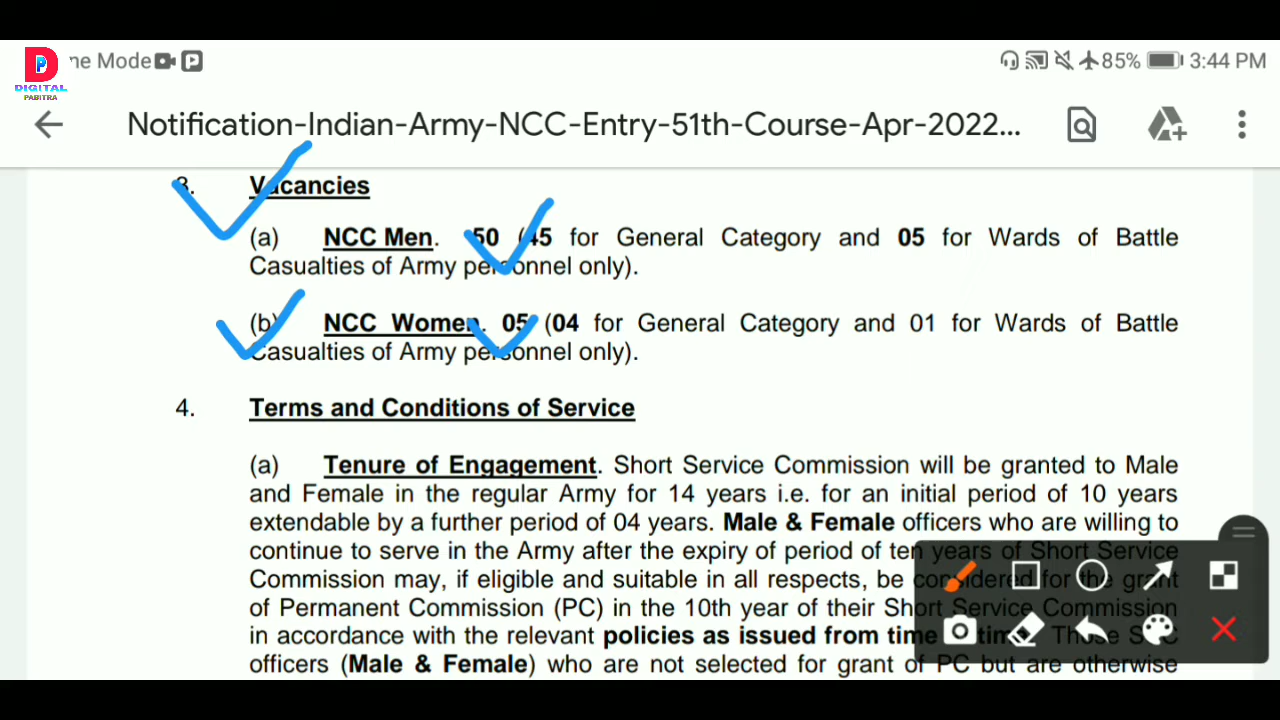 ne Mode P
85% 3:44 PM
D P
DIGITAL
PABITRA
Notification-Indian-Army-NCC-Entry-51th-Course-Apr-2022...
3. Vacancies
(a) NCC Men. 50 (45 for General Category and 05 for Wards of Battle
Casualties of Army personnel only).
(b) NCC Women. 05 (04 for General Category and 01 for Wards of Battle
Casualties of Army personnel only).
4. Terms and Conditions of Service
(a) Tenure of Engagement. Short Service Commission will be granted to Male
and Female in the regular Army for 14 years i.e. for an initial period of 10 years
extendable by a further period of 04 years. Male & Female officers who are willing to
continue to serve in the Army after the expiry of period of ten years of Short Service
Commission may, if eligible and suitable in all respects, be considered for the grant
of Permanent Commission (PC) in the 10th year of their Short Service Commission
in accordance with the relevant policies as issued from time time. Those SSC
officers (Male & Female) who are not selected for grant of PC but are otherwise